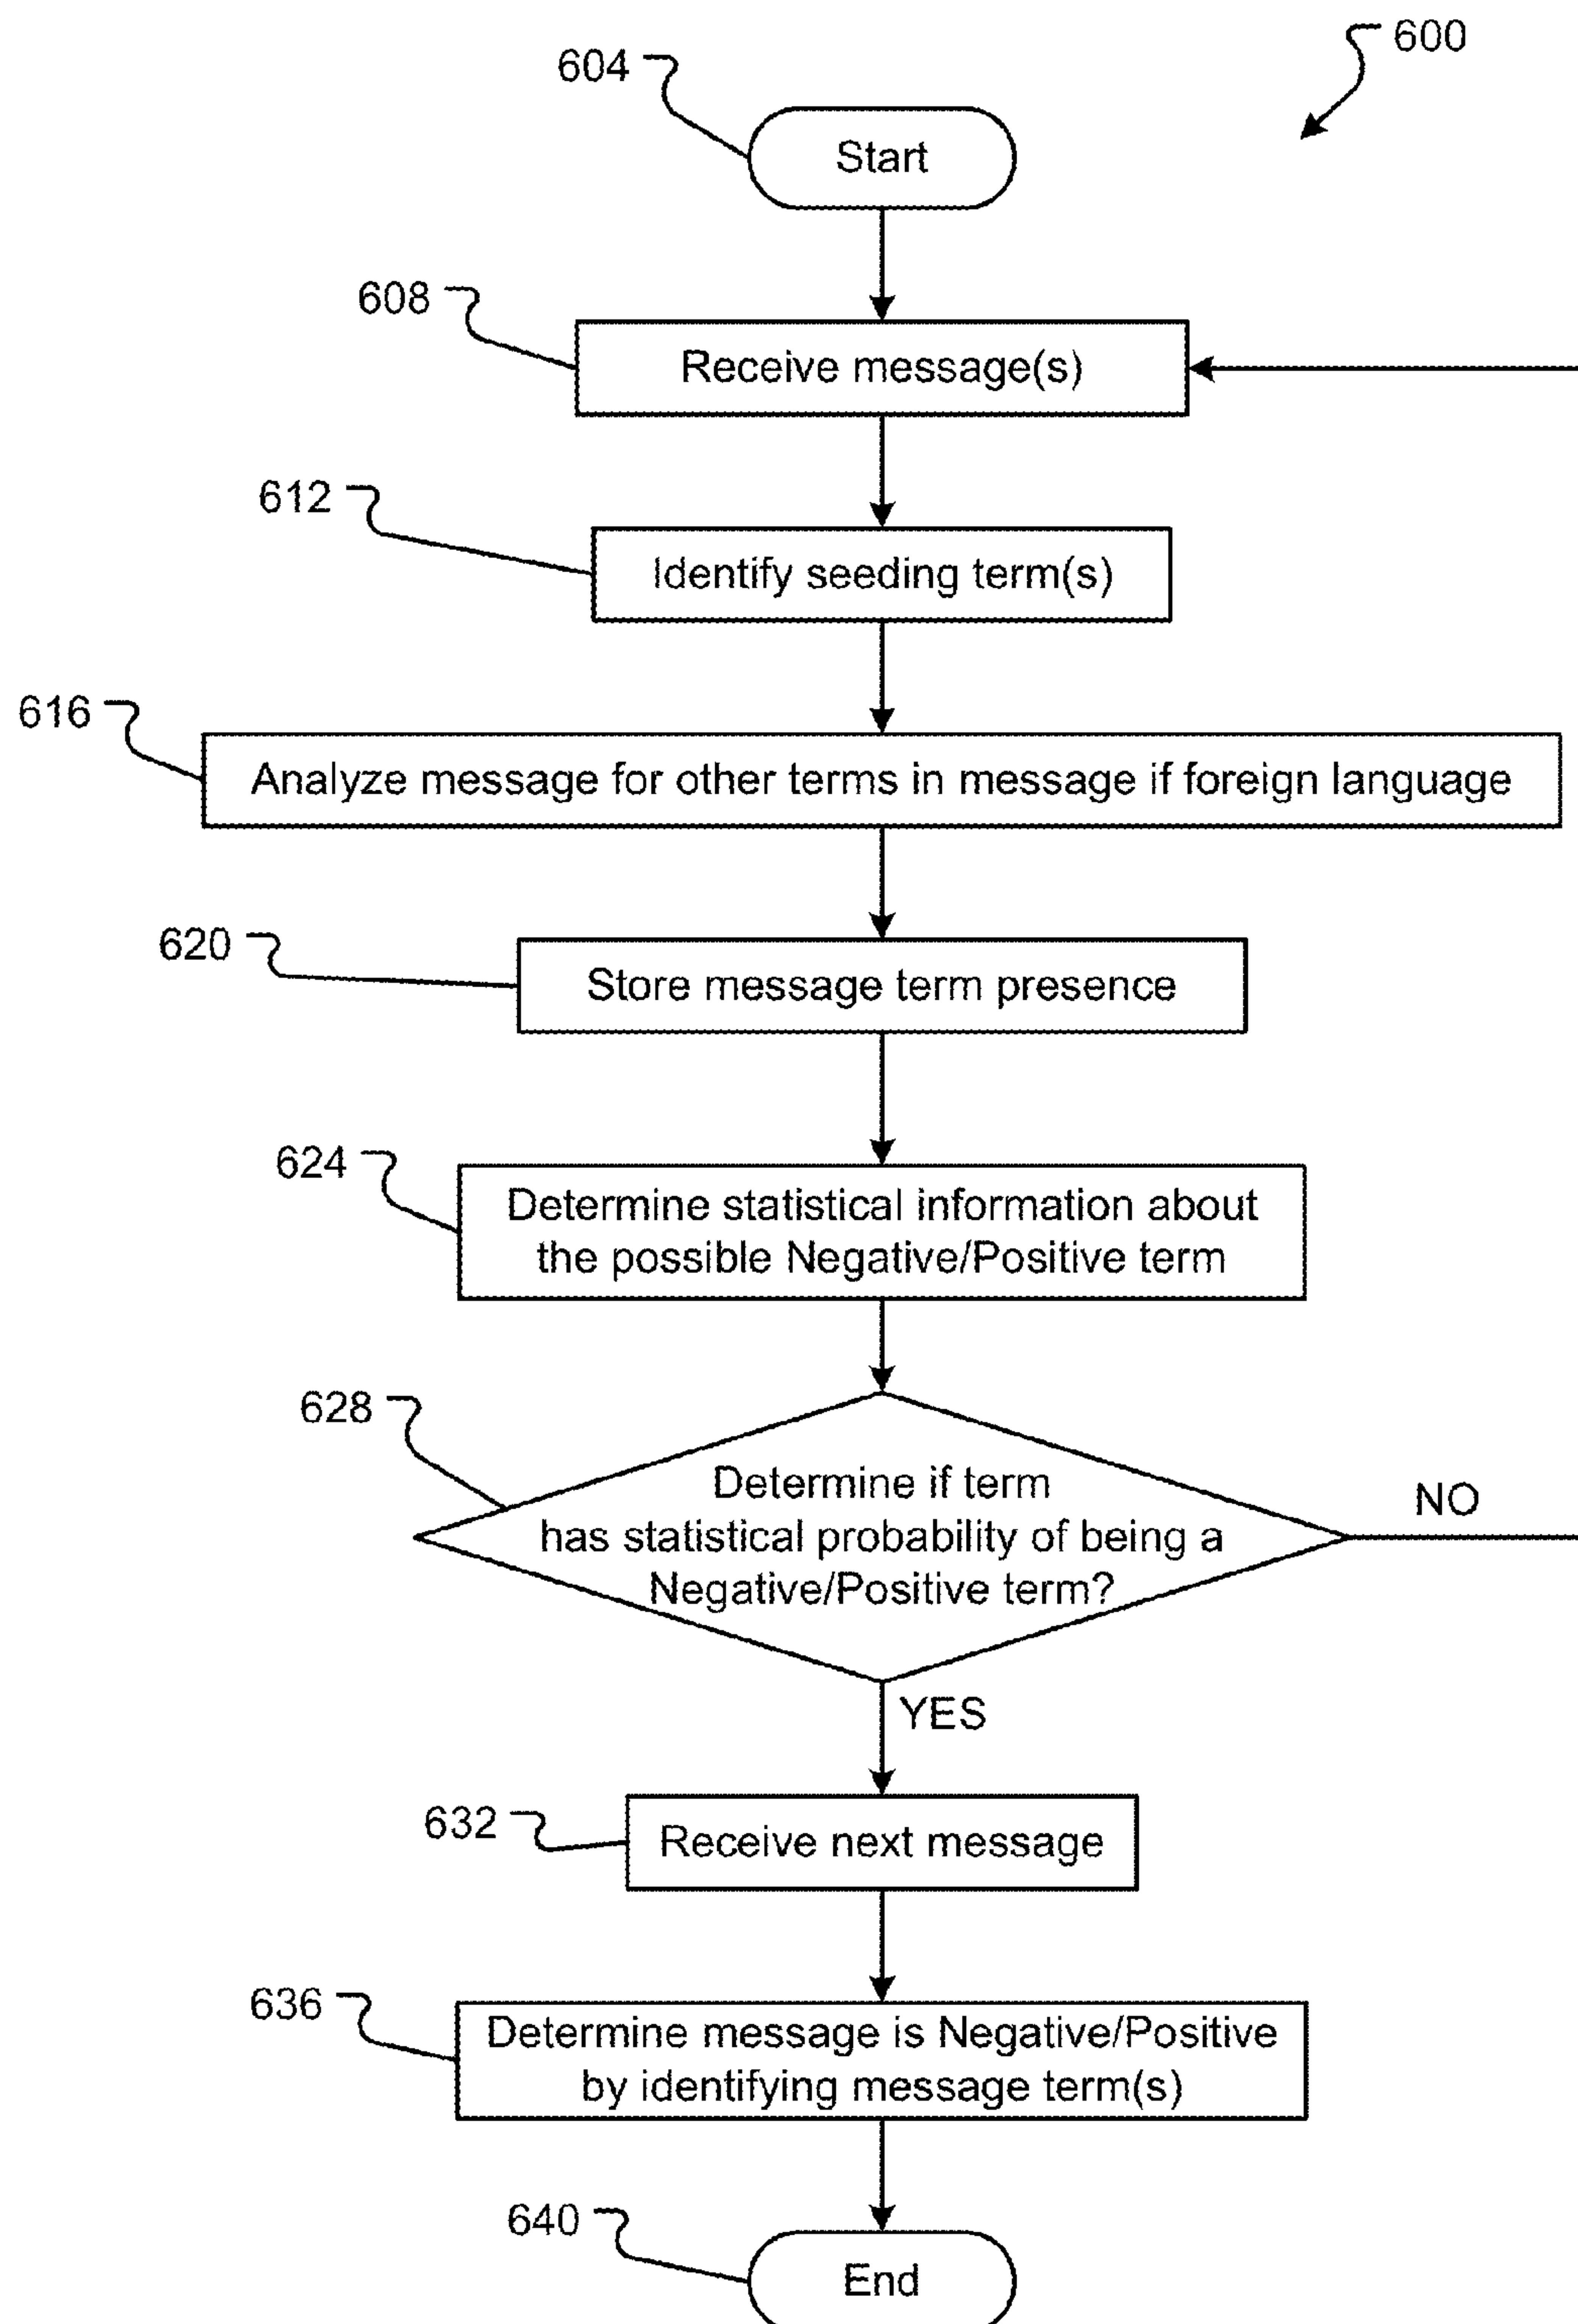 600
604
Start
608
Receive message(s)
612
Identify seeding term(s)
616
Analyze message for other terms in message if foreign language
620
Store message term presence
624
Determine statistical information about
the possible Negative/Positive term
628
Determine if term
has statistical probability of being a
Negative/Positive term?
NO
YES
632
Receive next message
636
Determine message is Negative/Positive
by identifying message term(s)
640
End